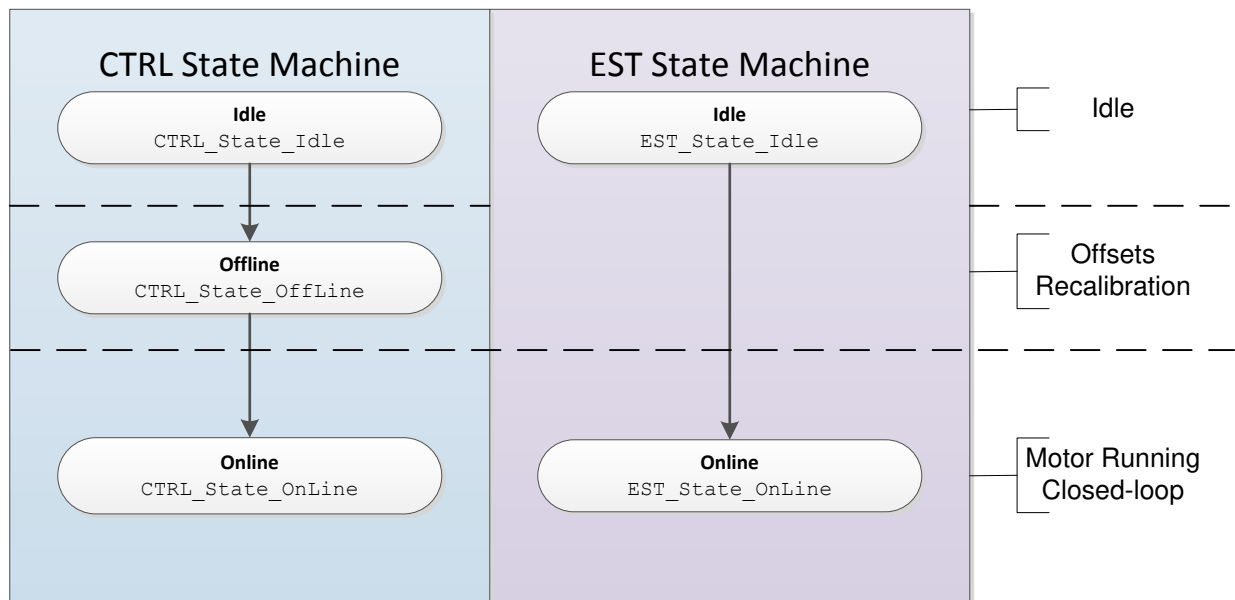 CTRL State Machine
EST State Machine
Idle
CTRL_State_Idle
Idle
EST_State_Idle
Idle
Offline
CTRL_State_OffLine
Offsets
Recalibration
Online
CTRL_State_OnLine
Online
EST_State_OnLine
Motor Running
Closed-loop